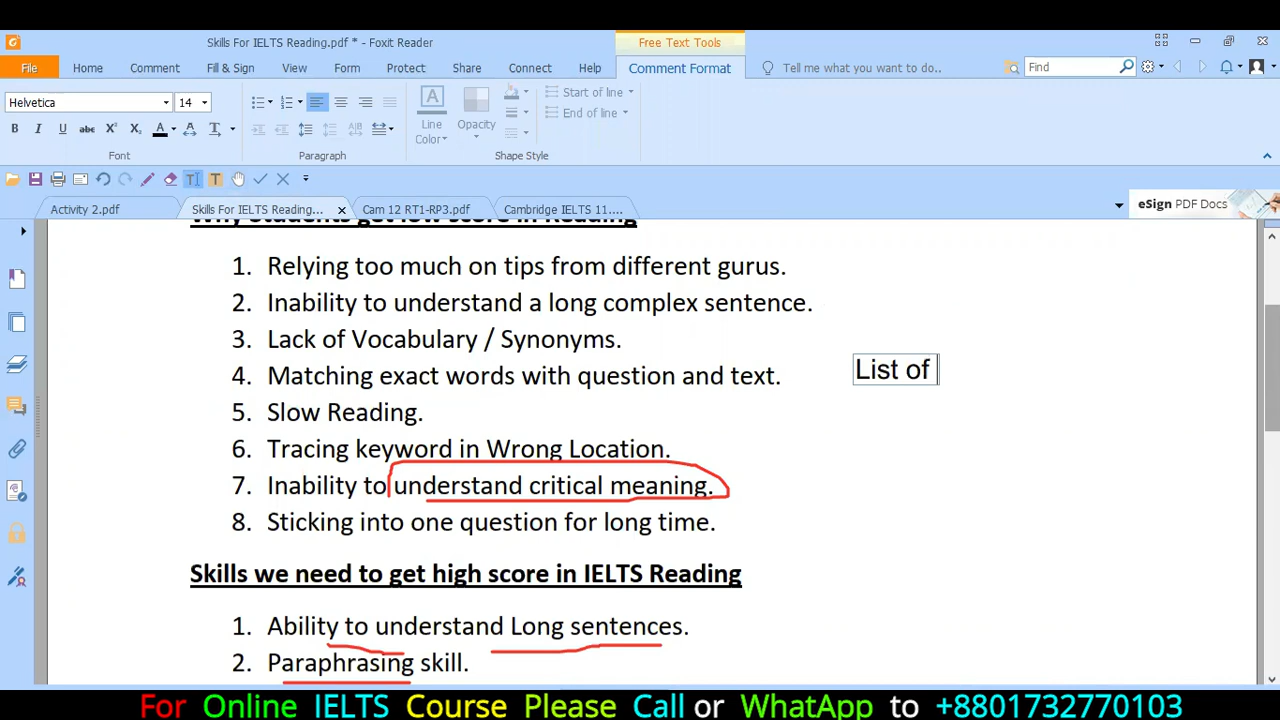 Skills For IELTS Reading.pdf * - Foxit Reader
Free Text Tools
File Home Comment Fill & Sign View Form Protect Share Connect Help Comment Format Tell me what you want to do.. Find
Helvetica 14
Start of line
End of line
Line Color
Opacity
Font Paragraph Shape Style
Activity 2.pdf Skills For IELTS Reading... Cam 12 RT1-RP3.pdf Cambridge IELTS 11....
eSign PDF Docs
Why Students get low score in Reading
1. Relying too much on tips from different gurus.
2. Inability to understand a long complex sentence.
3. Lack of Vocabulary / Synonyms.
4. Matching exact words with question and text.
List of
5. Slow Reading.
6. Tracing keyword in Wrong Location.
7. Inability to understand critical meaning.
8. Sticking into one question for long time.
Skills we need to get high score in IELTS Reading
1. Ability to understand Long sentences.
2. Paraphrasing skill.
For Online IELTS Course Please Call or WhatsApp to +8801732770103